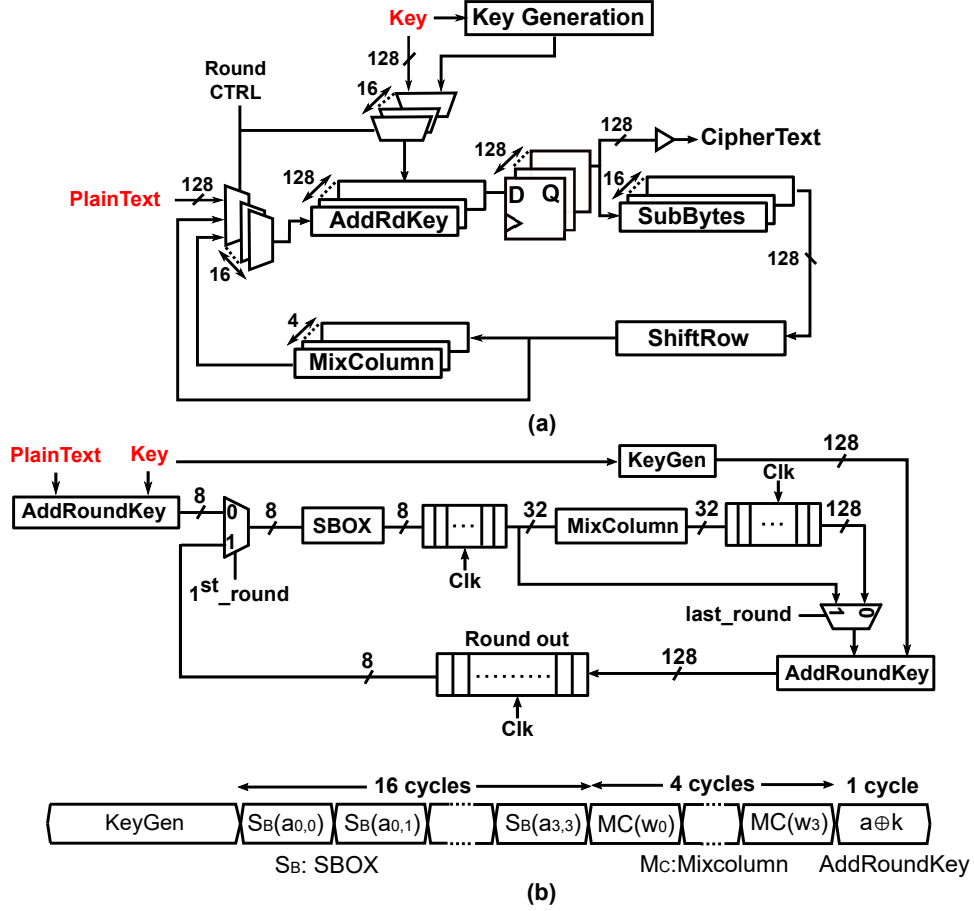 Key
Key Generation
128
Round
CTRL
16
128
CipherText
PlainText
128
128
128
D Q
16
AddRdKey
SubBytes
16
128
4
MixColumn
ShiftRow
(a)
PlainText
Key
KeyGen
128
Clk
AddRoundKey
8
0
8
SBOX
8
...
32
MixColumn
32
...
128
1
Clk
1st_round
last_round
1 0
Round out
8
.........
128
AddRoundKey
Clk
16 cycles
4 cycles
1 cycle
KeyGen
SB(a0,0)
SB(a0,1)
SB(a3,3)
MC(w0)
MC(w3)
a⊕k
SB: SBOX
MC:Mixcolumn
AddRoundKey
(b)